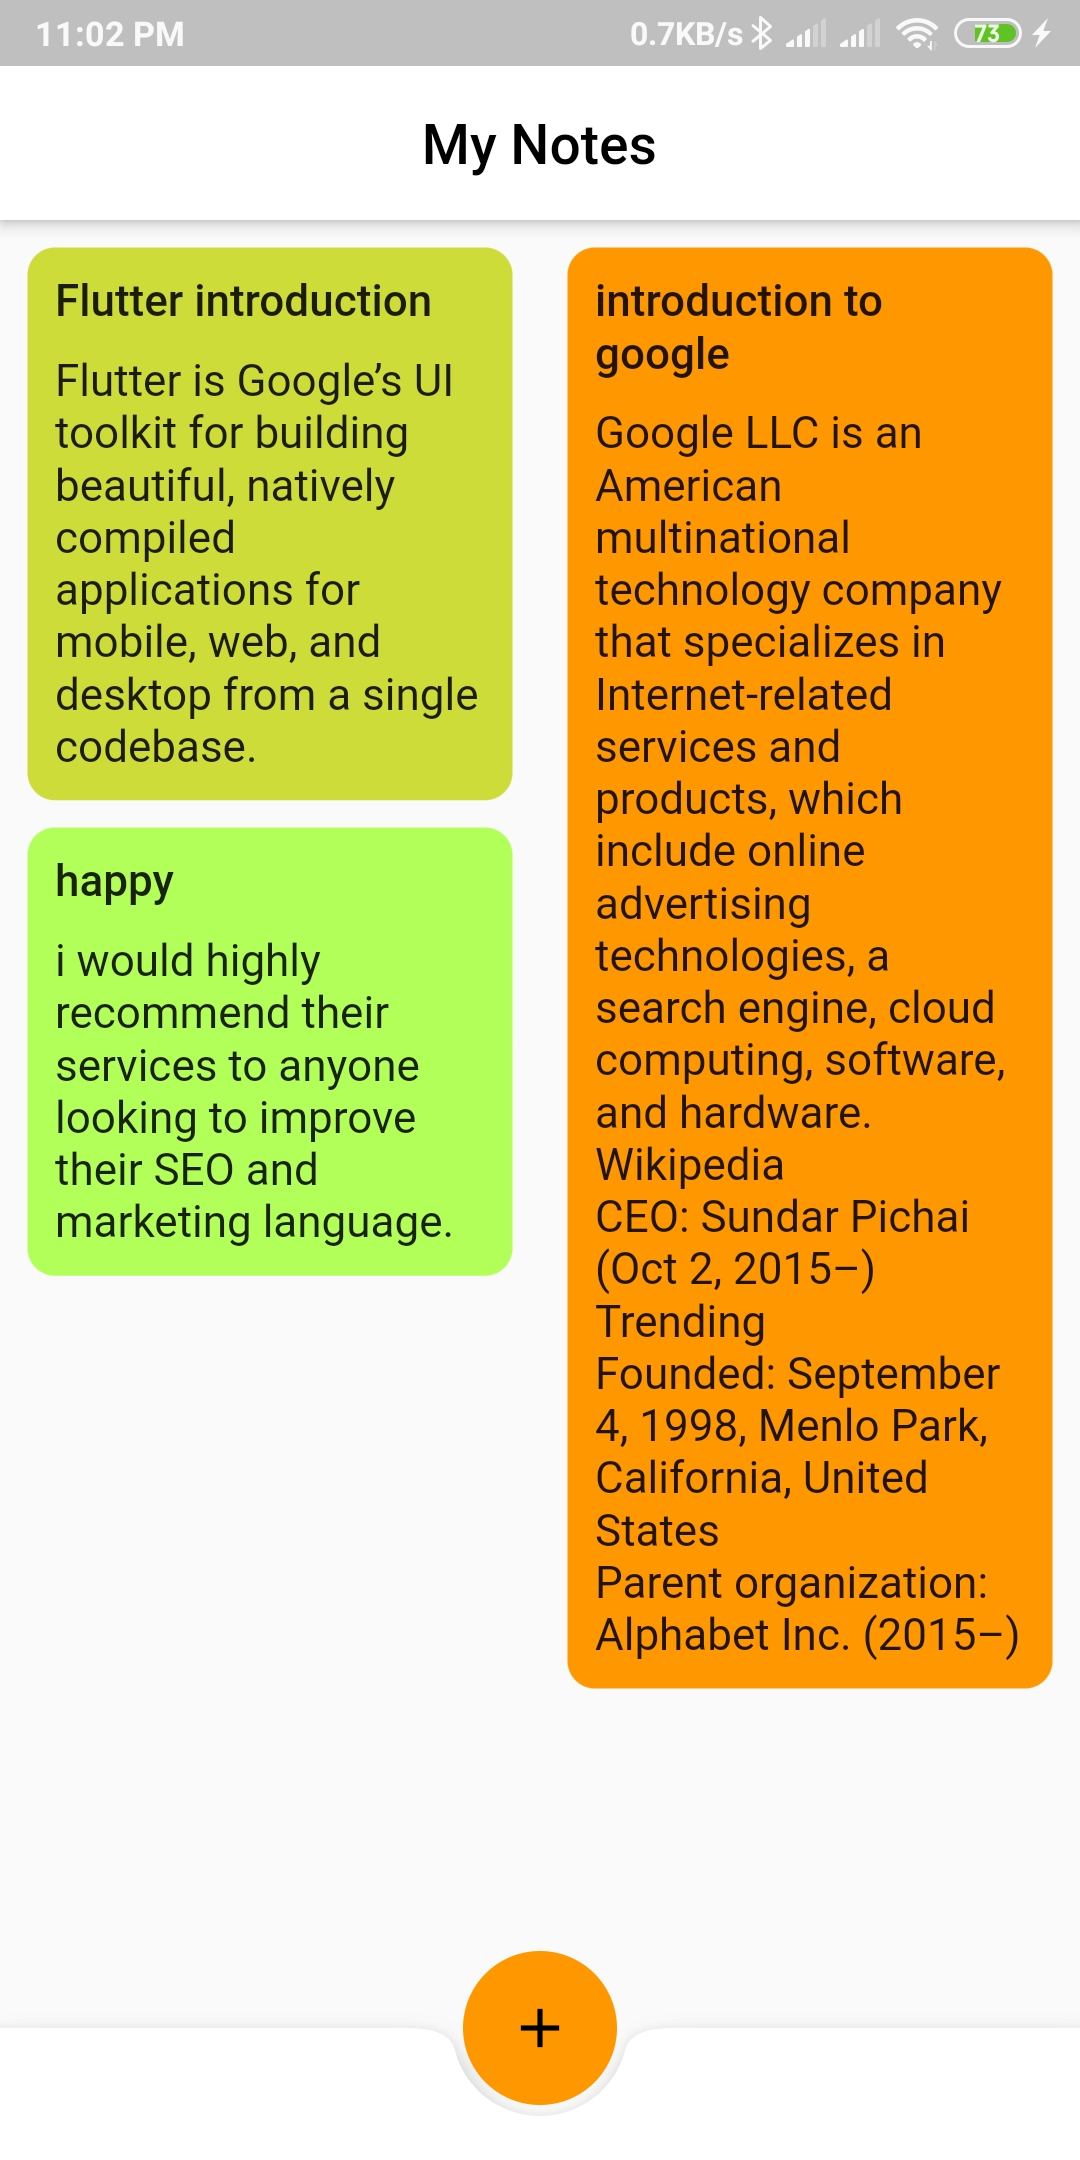 11:02 PM
0.7KB/s
73
My Notes
Flutter introduction
Flutter is Google’s UI
toolkit for building
beautiful, natively
compiled
applications for
mobile, web, and
desktop from a single
codebase.
happy
i would highly
recommend their
services to anyone
looking to improve
their SEO and
marketing language.
introduction to
google
Google LLC is an
American
multinational
technology company
that specializes in
Internet-related
services and
products, which
include online
advertising
technologies, a
search engine, cloud
computing, software,
and hardware.
Wikipedia
CEO: Sundar Pichai
(Oct 2, 2015–)
Trending
Founded: September
4, 1998, Menlo Park,
California, United
States
Parent organization:
Alphabet Inc. (2015–)